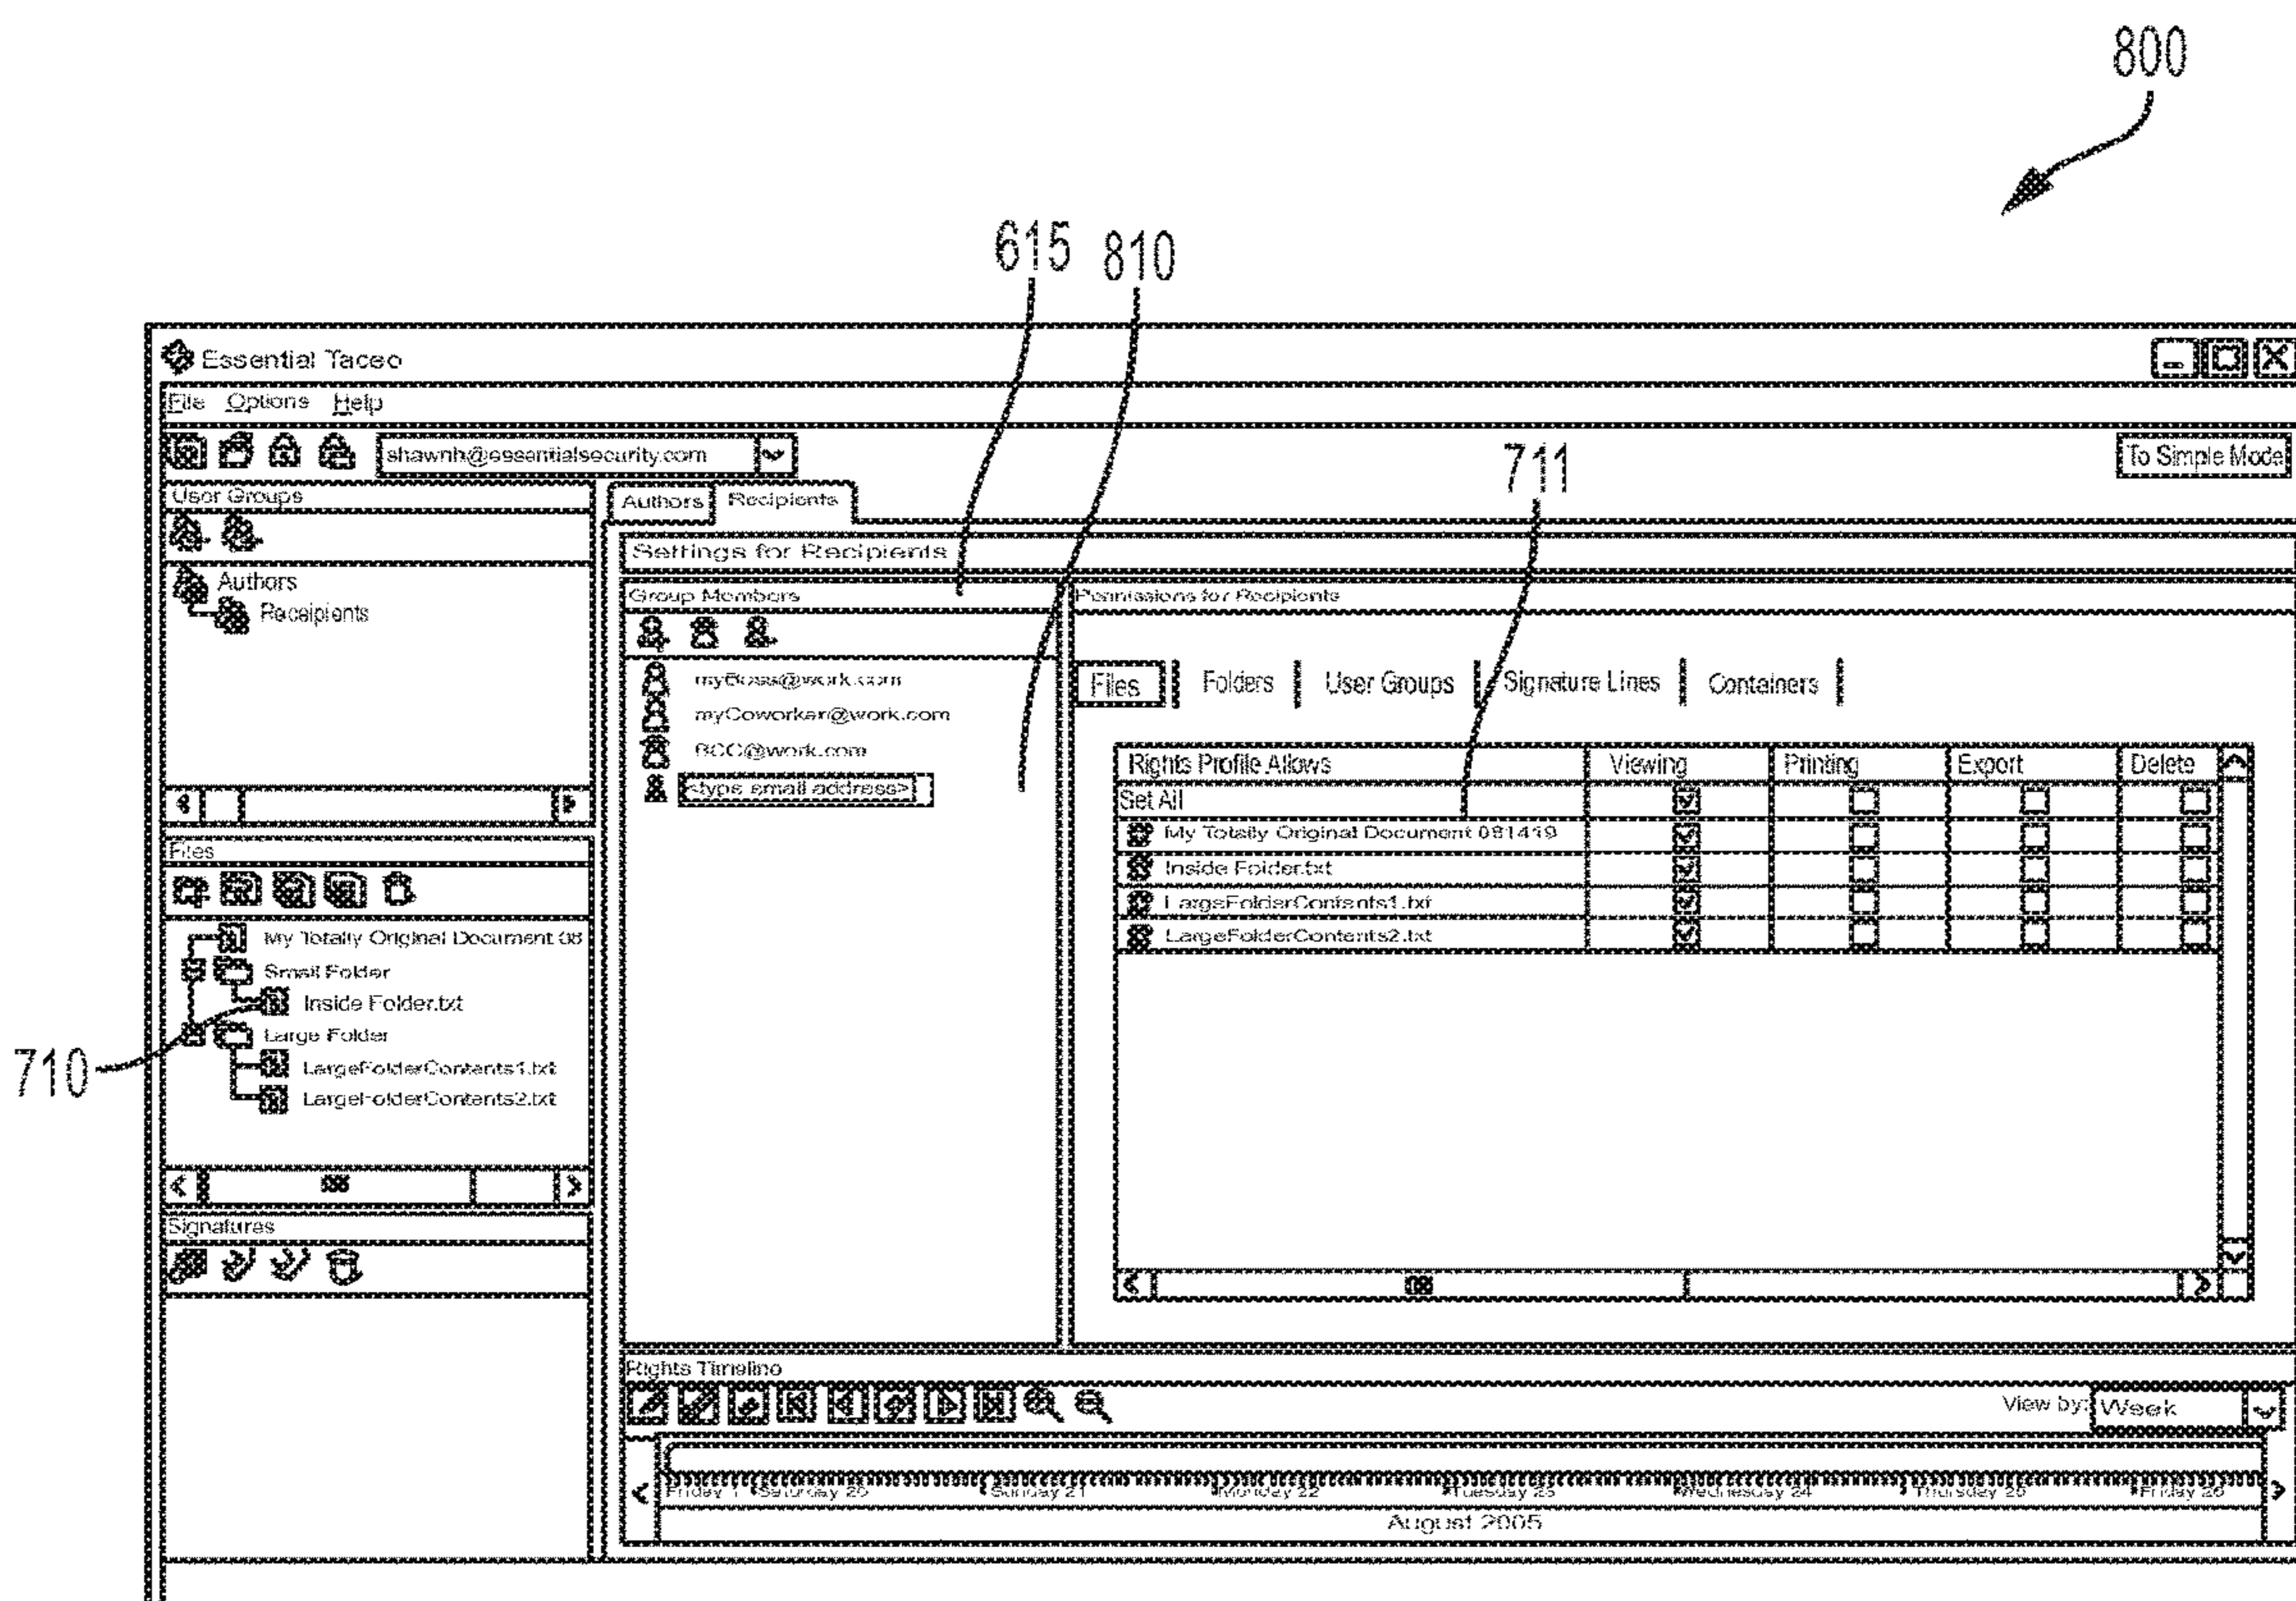 800
615 810
Essential Taceo
File Options Help
shawnh@essentialsecurity.com
To Simple Mode
711
User Groups
Authors Recipients
Settings for Recipients
Authors
Receipients
Group Members
Permissions for Recipients
myBoss@work.com
myCoworker@work.com
BCC@work.com
<type email address>
Files Folders User Groups Signature Lines Containers
Rights Profile Allows Viewing Printing Export Delete
Set All
My Totally Original Document 081419
Inside Folder.txt
LargeFolderContents1.txt
LargeFolderContents2.txt
Files
My Totally Original Document 08
Small Folder
Inside Folder.txt
Large Folder
LargeFolderContents1.txt
LargeFolderContents2.txt
710
Signatures
Rights Timeline
View by: Week
Friday 1 Saturday 20 Sunday 21 Monday 22 Tuesday 23 Wednesday 24 Thursday 25 Friday 26
August 2005